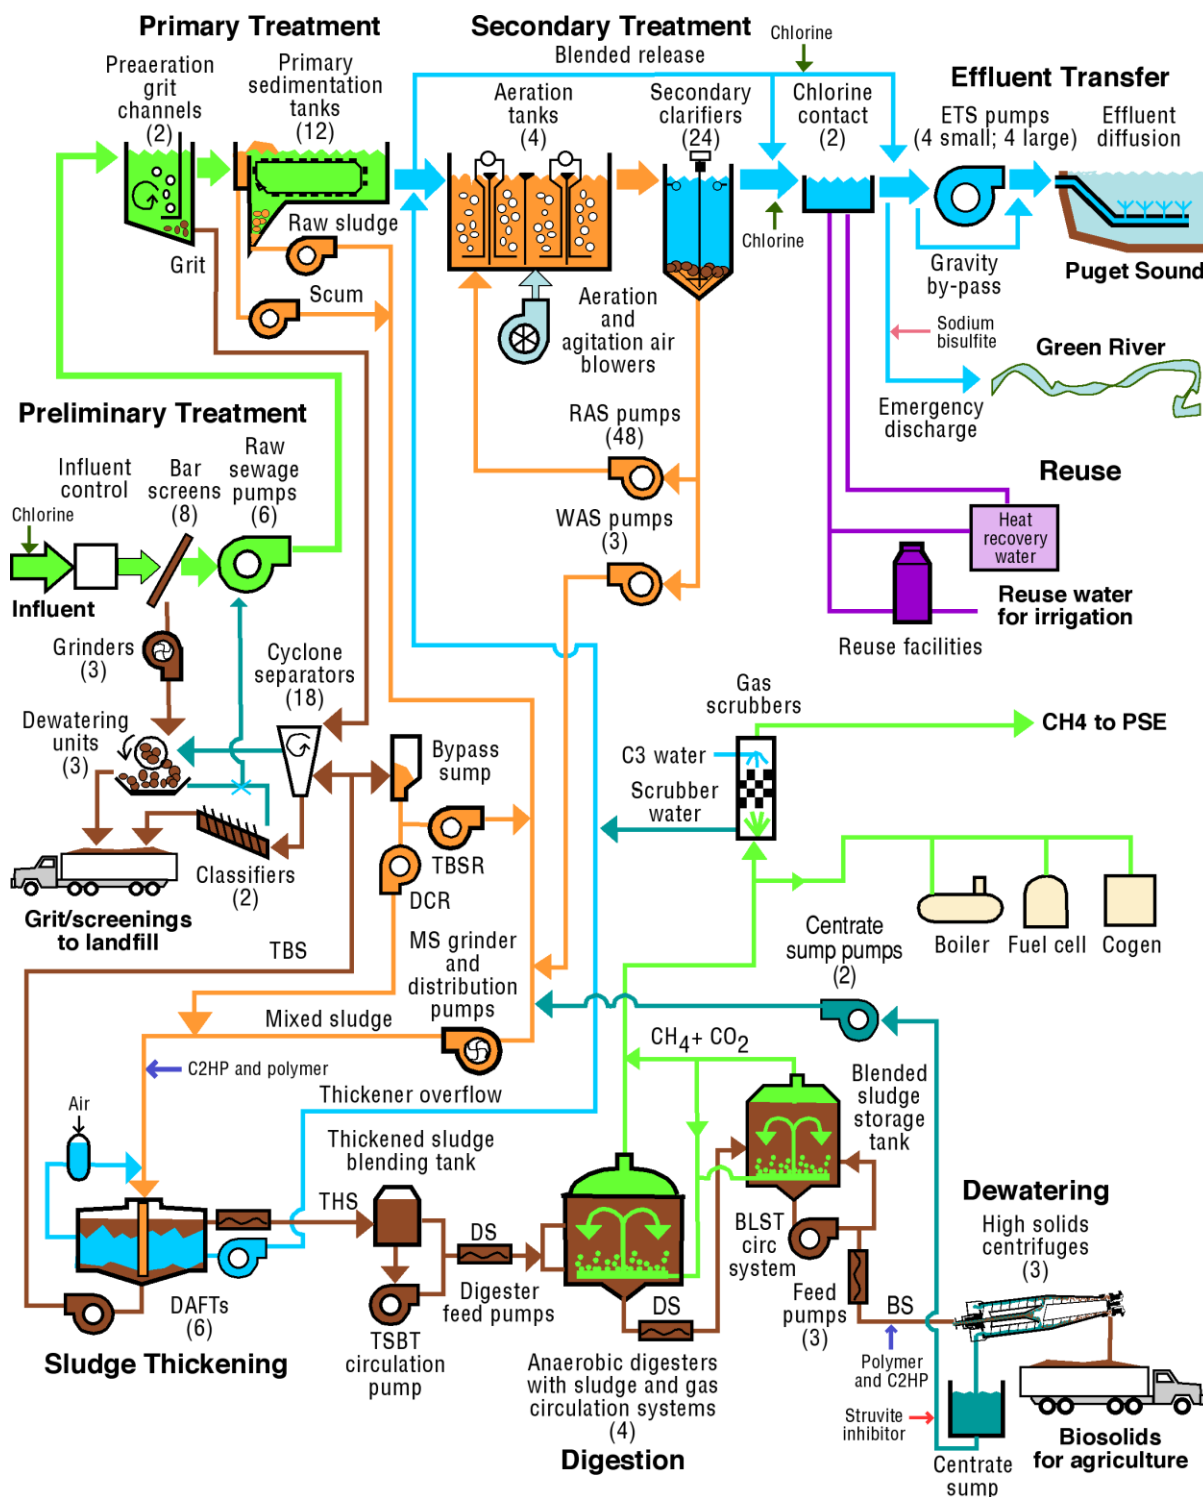 Primary Treatment
Preaeration
grit
channels
(2)
Primary
sedimentation
tanks
(12)
Grit
Raw sludge
Scum
Secondary Treatment
Blended release
Chlorine
Aeration
tanks
(4)
Secondary
clarifiers
(24)
Chlorine
contact
(2)
Chlorine
Aeration
and
agitation air
blowers
RAS pumps
(48)
WAS pumps
(3)
Effluent Transfer
ETS pumps
(4 small; 4 large)
Effluent
diffusion
Gravity
by-pass
Puget Sound
Sodium
bisulfite
Green River
Emergency
discharge
Reuse
Heat
recovery
water
Reuse water
for irrigation
Reuse facilities
Preliminary Treatment
Influent
control
Bar
screens
(8)
Raw
sewage
pumps
(6)
Chlorine
Influent
Grinders
(3)
Cyclone
separators
(18)
Dewatering
units
(3)
Bypass
sump
TBSR
DCR
Classifiers
(2)
Grit/screenings
to landfill
TBS
Gas
scrubbers
CH4 to PSE
C3 water
Scrubber
water
Boiler
Fuel cell
Cogen
Centrate
sump pumps
(2)
MS grinder
and
distribution
pumps
Mixed sludge
C2HP and polymer
Thickener overflow
Air
Thickened sludge
blending tank
THS
DAFTs
(6)
Sludge Thickening
TSBT
circulation
pump
DS
Digester
feed pumps
CH4+ CO2
Blended
sludge
storage
tank
BLST
circ
system
DS
Feed
pumps
(3)
Anaerobic digesters
with sludge and gas
circulation systems
(4)
Digestion
Dewatering
High solids
centrifuges
(3)
BS
Polymer
and C2HP
Struvite
inhibitor
Centrate
sump
Biosolids
for agriculture